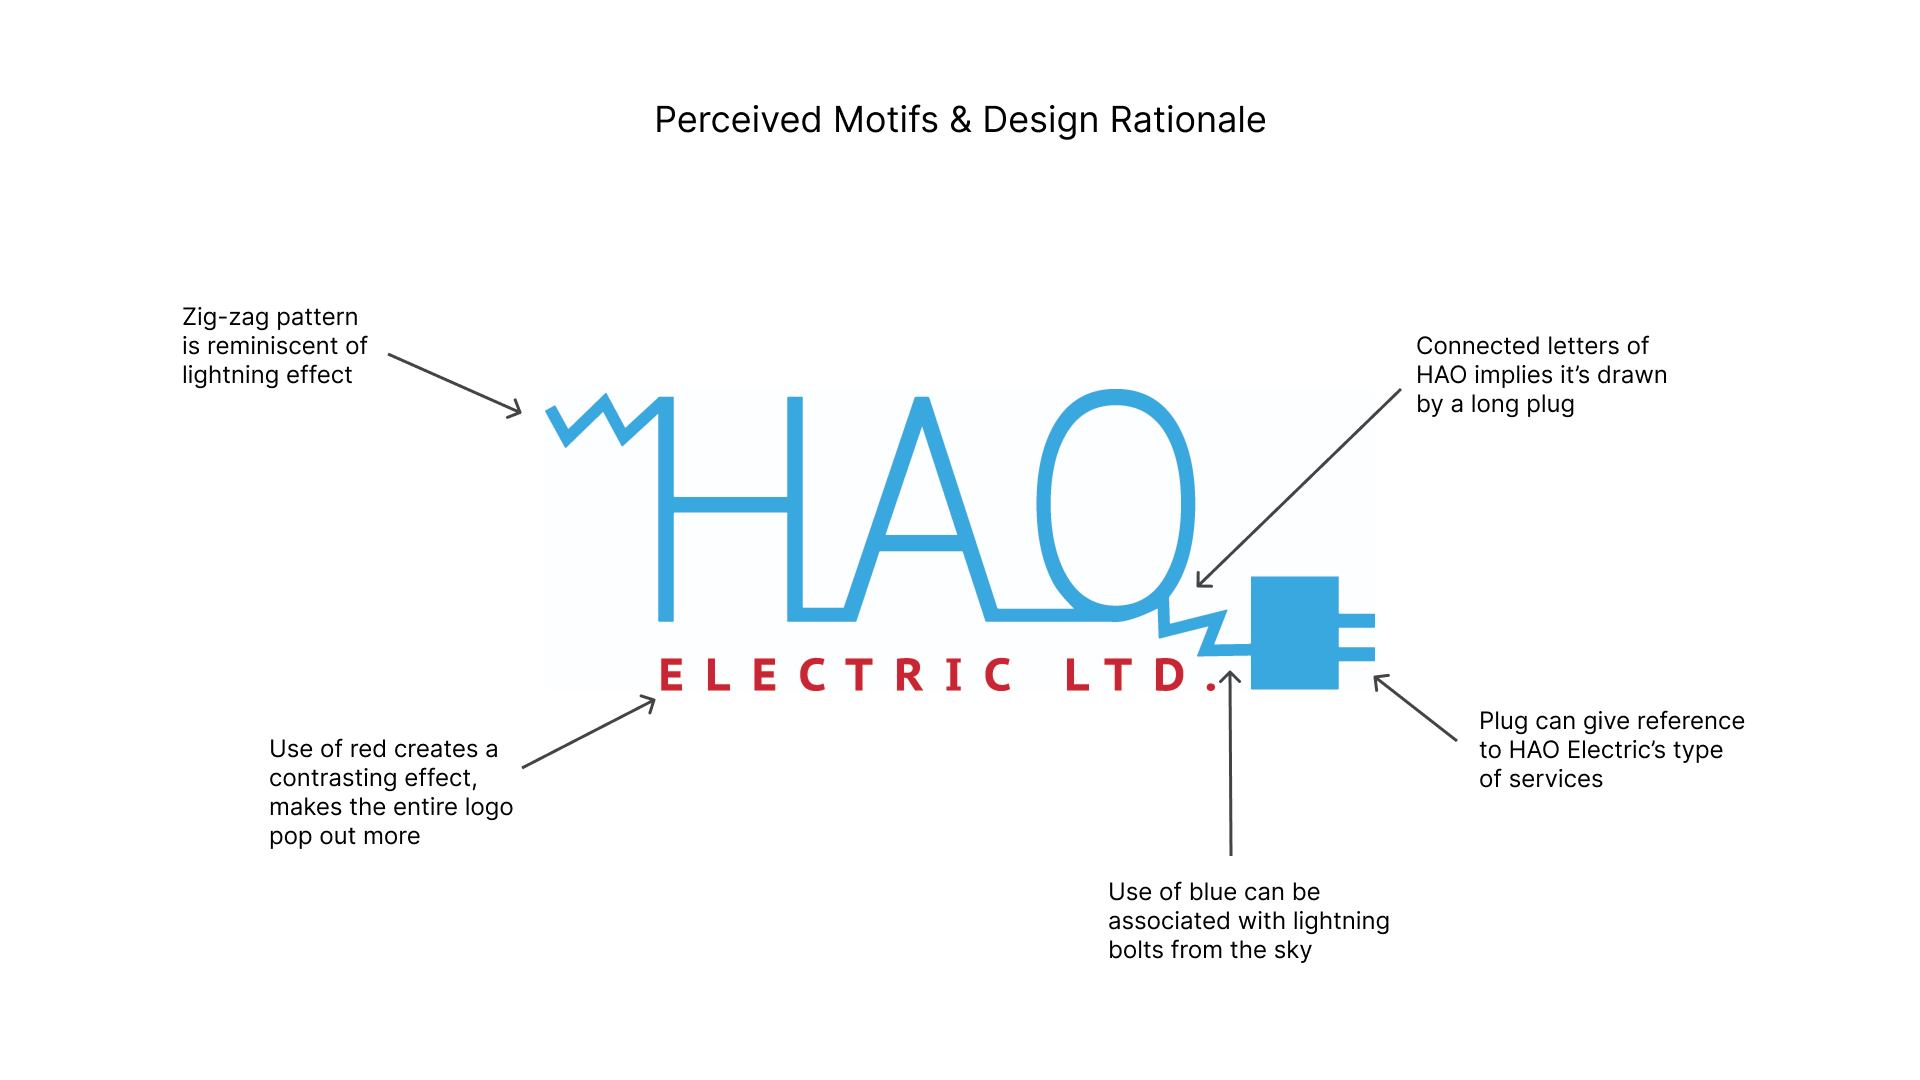 Perceived Motifs & Design Rationale
Zig-zag pattern
is reminiscent of
lightning effect
Connected letters of
HAO implies it’s drawn
by a long plug
HAO
ELECTRIC LTD.
Use of red creates a
contrasting effect,
makes the entire logo
pop out more
Plug can give reference
to HAO Electric’s type
of services
Use of blue can be
associated with lightning
bolts from the sky